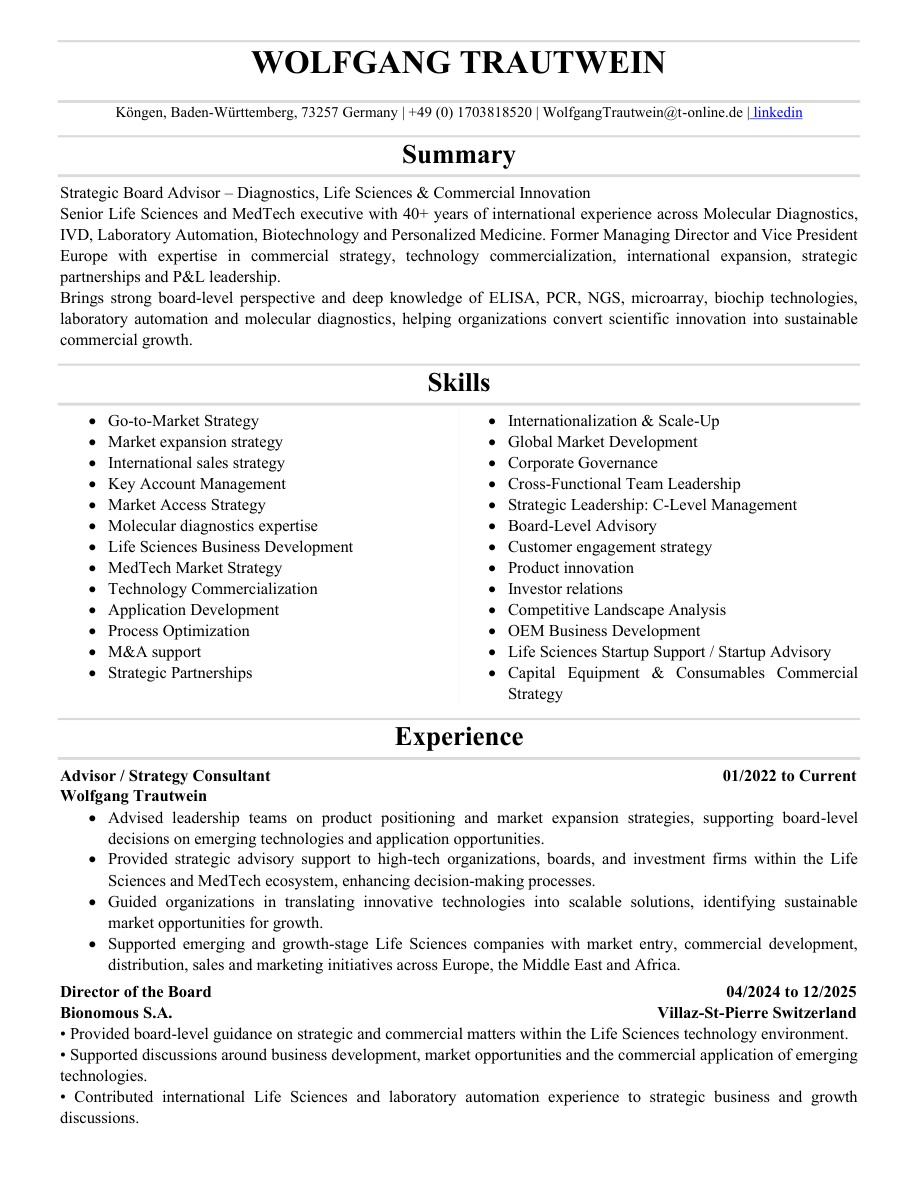 WOLFGANG TRAUTWEIN
Köngen, Baden-Württemberg, 73257 Germany | +49 (0) 1703818520 | WolfgangTrautwein@t-online.de | linkedin
Summary
Strategic Board Advisor – Diagnostics, Life Sciences & Commercial Innovation
Senior Life Sciences and MedTech executive with 40+ years of international experience across Molecular Diagnostics,
IVD, Laboratory Automation, Biotechnology and Personalized Medicine. Former Managing Director and Vice President
Europe with expertise in commercial strategy, technology commercialization, international expansion, strategic
partnerships and P&L leadership.
Brings strong board-level perspective and deep knowledge of ELISA, PCR, NGS, microarray, biochip technologies,
laboratory automation and molecular diagnostics, helping organizations convert scientific innovation into sustainable
commercial growth.
Skills
• Go-to-Market Strategy
• Market expansion strategy
• International sales strategy
• Key Account Management
• Market Access Strategy
• Molecular diagnostics expertise
• Life Sciences Business Development
• MedTech Market Strategy
• Technology Commercialization
• Application Development
• Process Optimization
• M&A support
• Strategic Partnerships
• Internationalization & Scale-Up
• Global Market Development
• Corporate Governance
• Cross-Functional Team Leadership
• Strategic Leadership: C-Level Management
• Board-Level Advisory
• Customer engagement strategy
• Product innovation
• Investor relations
• Competitive Landscape Analysis
• OEM Business Development
• Life Sciences Startup Support / Startup Advisory
• Capital Equipment & Consumables Commercial
Strategy
Experience
Advisor / Strategy Consultant 01/2022 to Current
Wolfgang Trautwein
• Advised leadership teams on product positioning and market expansion strategies, supporting board-level
decisions on emerging technologies and application opportunities.
• Provided strategic advisory support to high-tech organizations, boards, and investment firms within the Life
Sciences and MedTech ecosystem, enhancing decision-making processes.
• Guided organizations in translating innovative technologies into scalable solutions, identifying sustainable
market opportunities for growth.
• Supported emerging and growth-stage Life Sciences companies with market entry, commercial development,
distribution, sales and marketing initiatives across Europe, the Middle East and Africa.
Director of the Board 04/2024 to 12/2025
Bionomous S.A. Villaz-St-Pierre Switzerland
• Provided board-level guidance on strategic and commercial matters within the Life Sciences technology environment.
• Supported discussions around business development, market opportunities and the commercial application of emerging
technologies.
• Contributed international Life Sciences and laboratory automation experience to strategic business and growth
discussions.